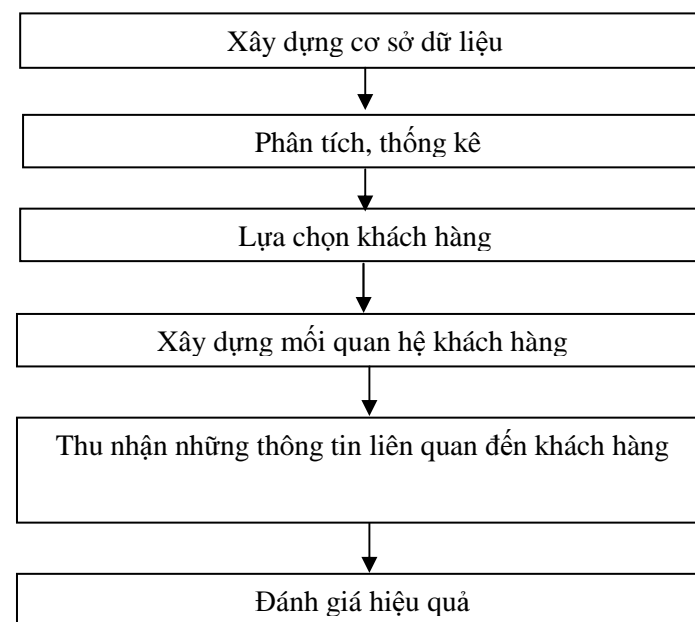 Xây dựng cơ sở dữ liệu
Phân tích, thống kê
Lựa chọn khách hàng
Xây dựng mối quan hệ khách hàng
Thu nhận những thông tin liên quan đến khách hàng
Đánh giá hiệu quả